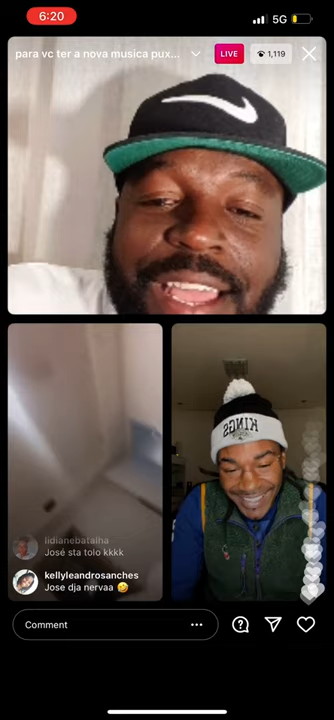 6:20
5G
para vc ter a nova musica pux...
LIVE
1,119
KINGS
lidianebatalha
José sta tolo kkkk
kellyleandrosanches
Jose dja nervaa 🤣
Comment